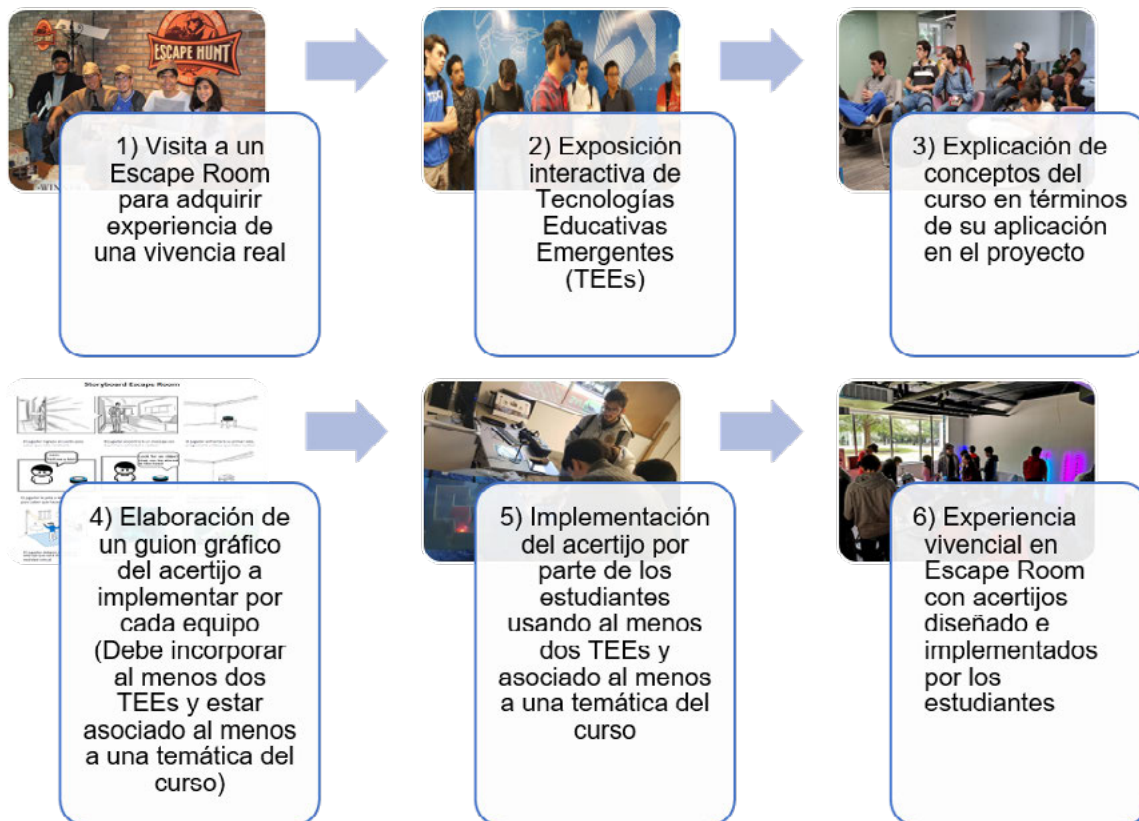 ESCAPE HUNT
1) Visita a un
Escape Room
para adquirir
experiencia de
una vivencia real
2) Exposición
interactiva de
Tecnologías
Educativas
Emergentes
(TEEs)
3) Explicación de
conceptos del
curso en términos
de su aplicación
en el proyecto
Storyboard Escape Room
4) Elaboración de
un guion gráfico
del acertijo a
implementar por
cada equipo
(Debe incorporar
al menos dos
TEEs y estar
asociado al menos
a una temática del
curso)
5) Implementación
del acertijo por
parte de los
estudiantes
usando al menos
dos TEEs y
asociado al menos
a una temática del
curso
6) Experiencia
vivencial en
Escape Room
con acertijos
diseñado e
implementados
por los
estudiantes